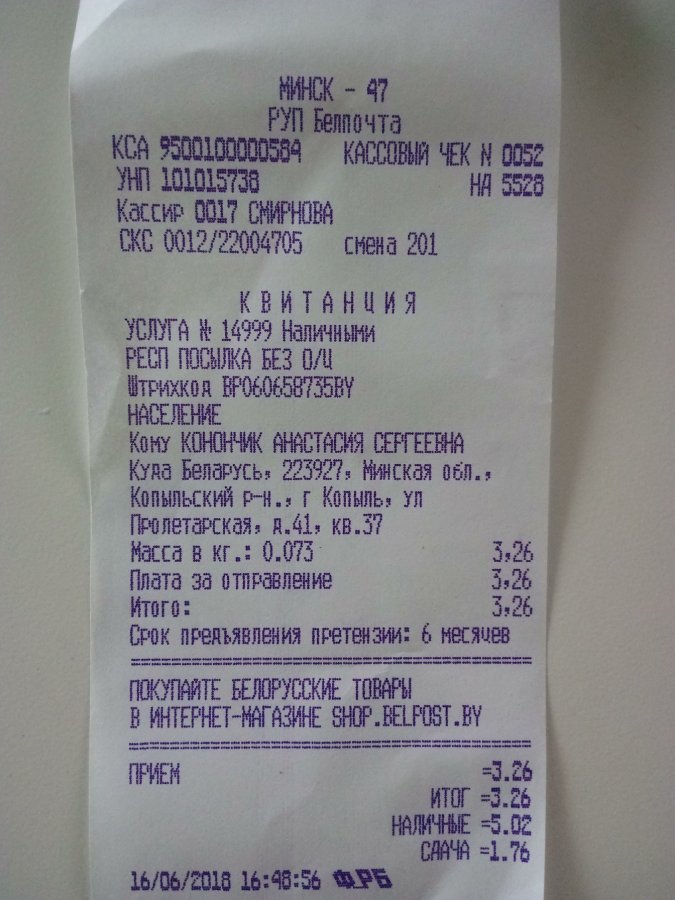 МИНСК - 47
РУП Белпочта
КСА 9500100000584 КАССОВЫЙ ЧЕК N 0052
УНП 101015738 НА 5528
Кассир 0017 СМИРНОВА
СКС 0012/22004705 смена 201
КВИТАНЦИЯ
УСЛУГА № 14999 Наличными
РЕСП ПОСЫЛКА БЕЗ О/Ц
Штрихкод BP060658735BY
НАСЕЛЕНИЕ
Кому КОНОНЧИК АНАСТАСИЯ СЕРГЕЕВНА
Куда Беларусь, 223927, Минская обл.,
Копыльский р-н., г Копыль, ул
Пролетарская, д.41, кв.37
Масса в кг.: 0.073 3,26
Плата за отправление 3,26
Итого: 3,26
Срок предъявления претензии: 6 месяцев
ПОКУПАЙТЕ БЕЛОРУССКИЕ ТОВАРЫ
В ИНТЕРНЕТ-МАГАЗИНЕ SHOP.BELPOST.BY
ПРИЕМ =3.26
ИТОГ =3.26
НАЛИЧНЫЕ =5.02
СДАЧА =1.76
16/06/2018 16:48:56 ФРБ